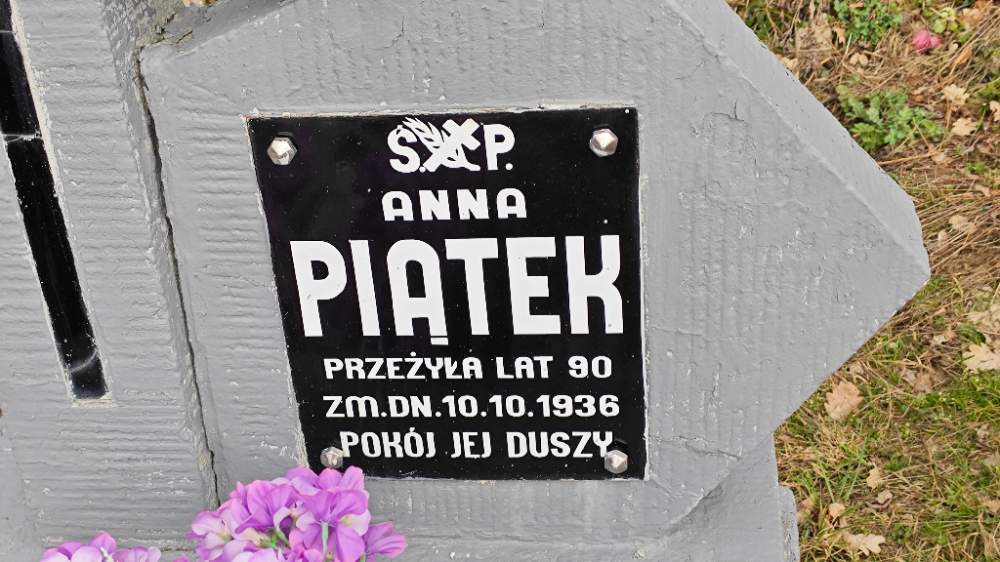 Ś. P.
ANNA
PIĄTEK
PRZEŻYŁA LAT 90
ZM.DN.10.10.1936
POKÓJ JEJ DUSZY